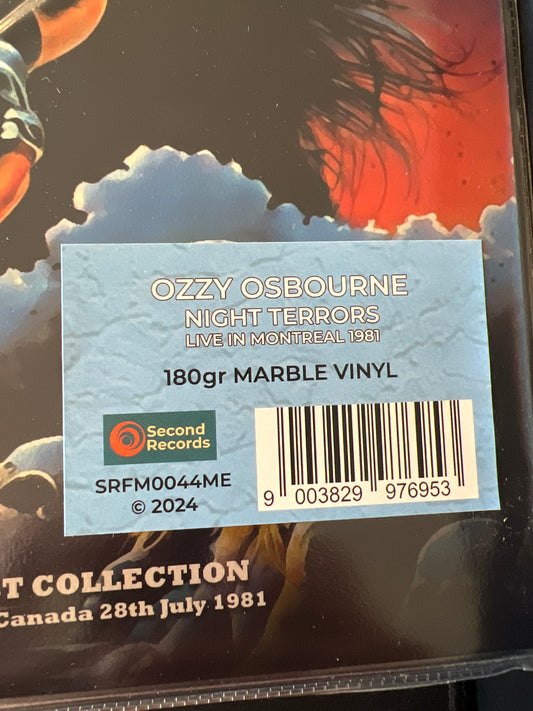 OZZY OSBOURNE
NIGHT TERRORS
LIVE IN MONTREAL 1981
180gr MARBLE VINYL
Second
Records
SRFM0044ME
© 2024
9 003829 976953
COLLECTION
Canada 28th July 1981